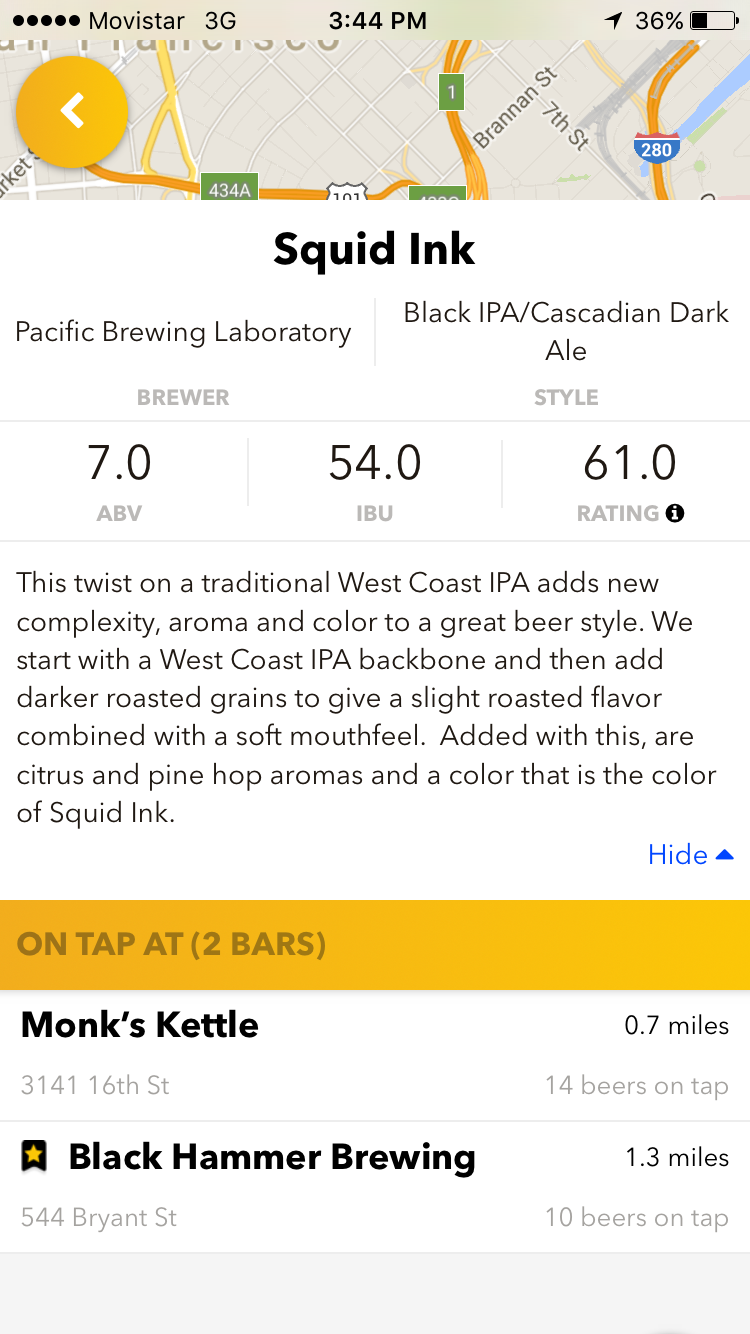 Movistar 3G 3:44 PM 36%
an Francisco
1
Brannan St
7th St
280
434A
101
Squid Ink
Pacific Brewing Laboratory
Black IPA/Cascadian Dark
Ale
BREWER
STYLE
7.0
54.0
61.0
ABV
IBU
RATING
This twist on a traditional West Coast IPA adds new
complexity, aroma and color to a great beer style. We
start with a West Coast IPA backbone and then add
darker roasted grains to give a slight roasted flavor
combined with a soft mouthfeel.  Added with this, are
citrus and pine hop aromas and a color that is the color
of Squid Ink.
Hide
ON TAP AT (2 BARS)
Monk’s Kettle
0.7 miles
3141 16th St
14 beers on tap
Black Hammer Brewing
1.3 miles
544 Bryant St
10 beers on tap